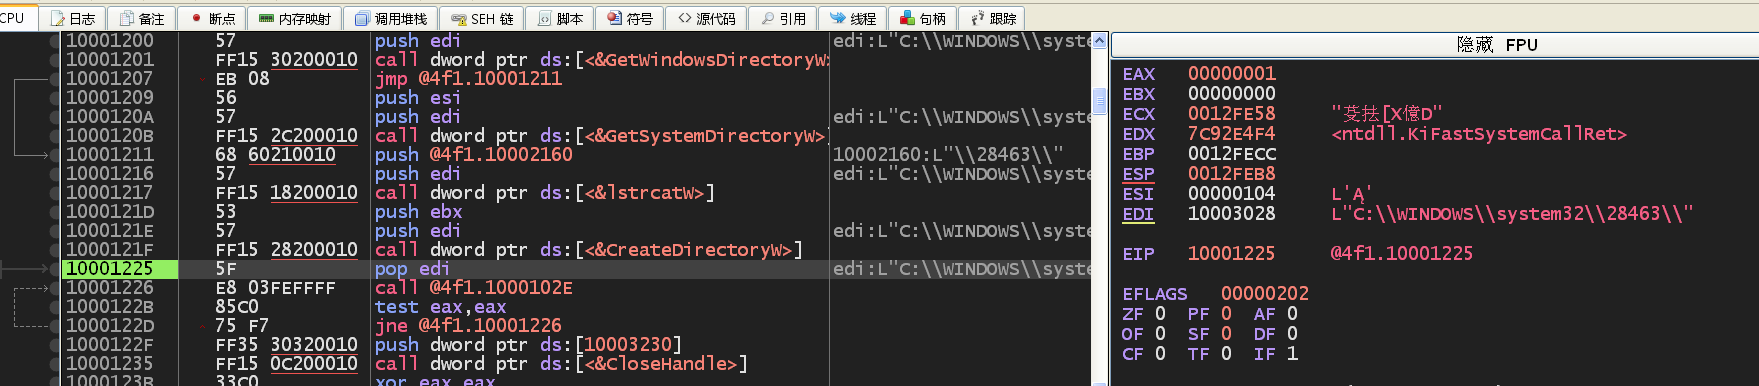 CPU 日志 备注 断点 内存映射 调用堆栈 SEH 链 脚本 符号 源代码 引用 线程 句柄 跟踪
10001200 57 push edi edi:L"C:\\WINDOWS\\syste
10001201 FF15 30200010 call dword ptr ds:[<&GetWindowsDirectoryW>
10001207 EB 08 jmp @4f1.10001211
10001209 56 push esi
1000120A 57 push edi edi:L"C:\\WINDOWS\\syste
1000120B FF15 2C200010 call dword ptr ds:[<&GetSystemDirectoryW>]
10001211 68 60210010 push @4f1.10002160 10002160:L"\\28463\\"
10001216 57 push edi edi:L"C:\\WINDOWS\\syste
10001217 FF15 18200010 call dword ptr ds:[<&lstrcatW>]
1000121D 53 push ebx
1000121E 57 push edi edi:L"C:\\WINDOWS\\syste
1000121F FF15 28200010 call dword ptr ds:[<&CreateDirectoryW>]
10001225 5F pop edi edi:L"C:\\WINDOWS\\syste
10001226 E8 03FEFFFF call @4f1.1000102E
1000122B 85C0 test eax,eax
1000122D 75 F7 jne @4f1.10001226
1000122F FF35 30320010 push dword ptr ds:[10003230]
10001235 FF15 0C200010 call dword ptr ds:[<&CloseHandle>]
1000123B 33C0 xor eax,eax
隐藏 FPU
EAX 00000001
EBX 00000000
ECX 0012FE58 [X億D"
EDX 7C92E4F4 <ntdll.KiFastSystemCallRet>
EBP 0012FECC
ESP 0012FEB8
ESI 00000104 L'Ą'
EDI 10003028 L"C:\\WINDOWS\\system32\\28463\\"
EIP 10001225 @4f1.10001225
EFLAGS 00000202
ZF 0 PF 0 AF 0
OF 0 SF 0 DF 0
CF 0 TF 0 IF 1